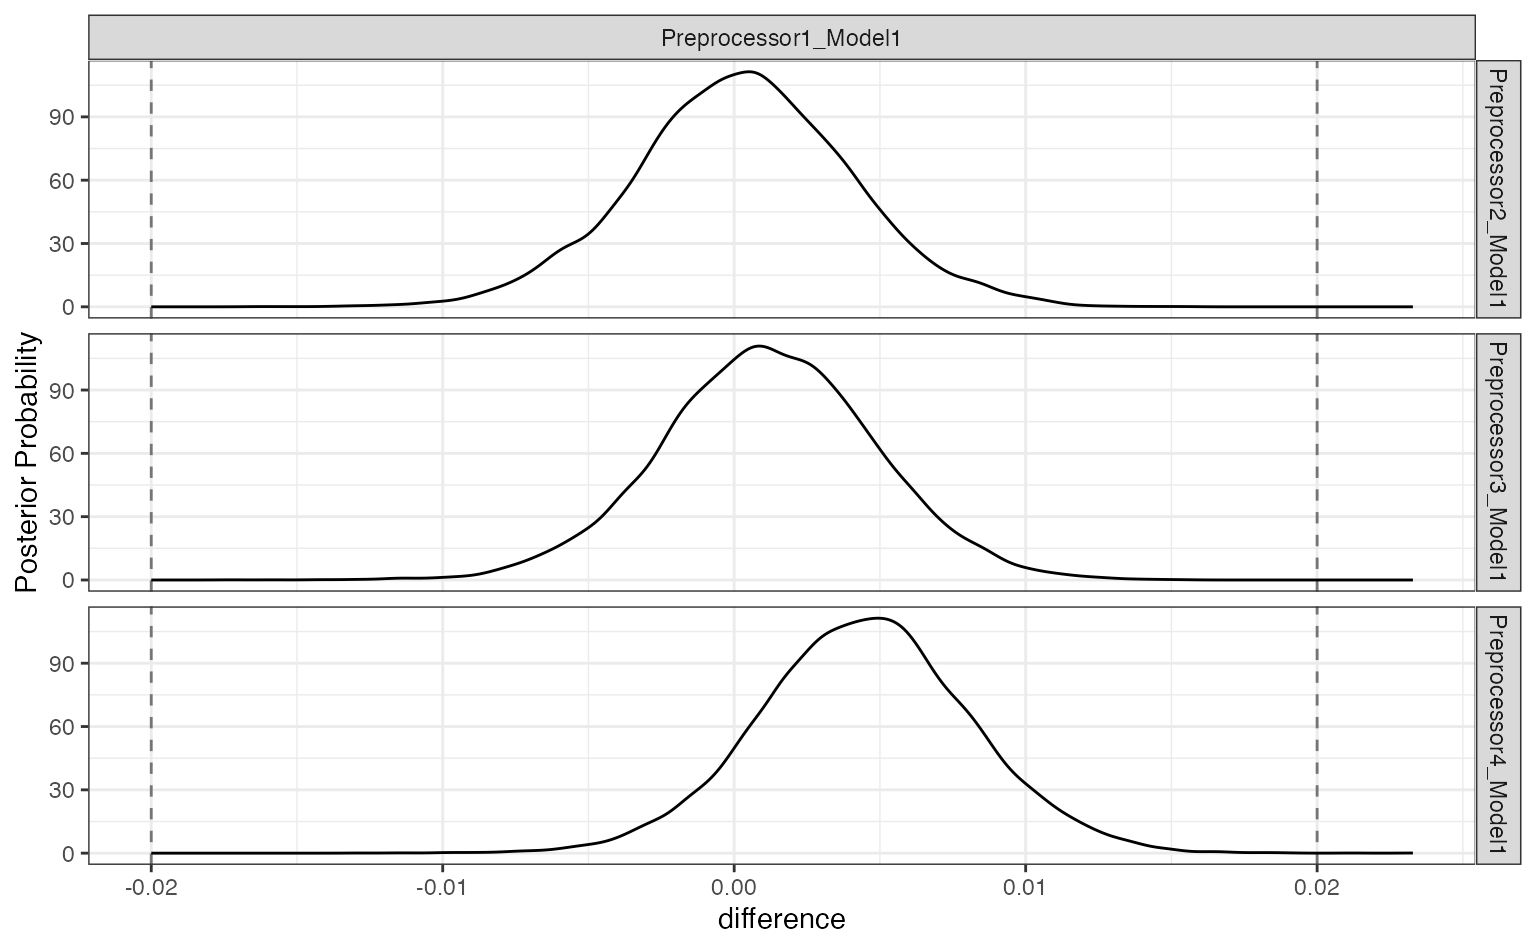 Preprocessor1_Model1
90
60
30
0
Preprocessor2_Model1
90
60
30
0
Preprocessor3_Model1
90
60
30
0
Preprocessor4_Model1
Posterior Probability
-0.02 -0.01 0.00 0.01 0.02
difference